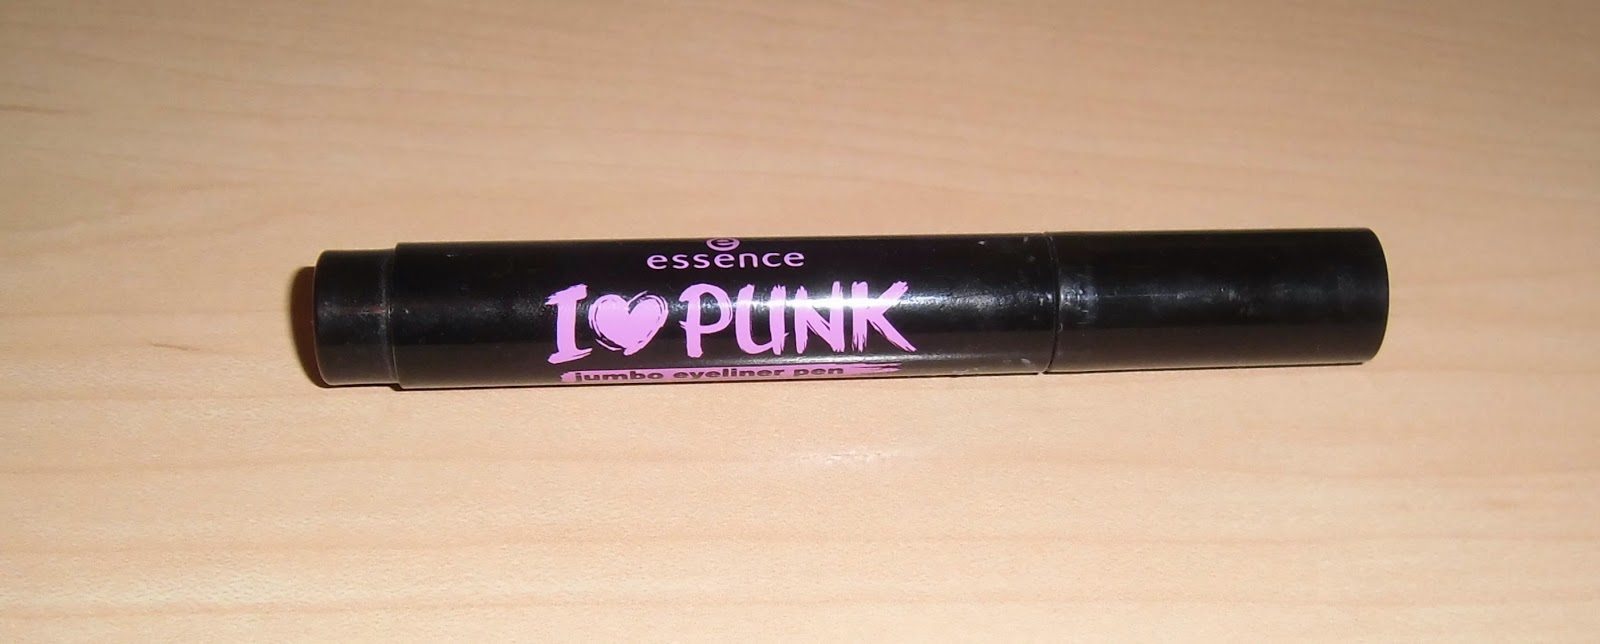 essence
I♥PUNK
jumbo eyeliner pen